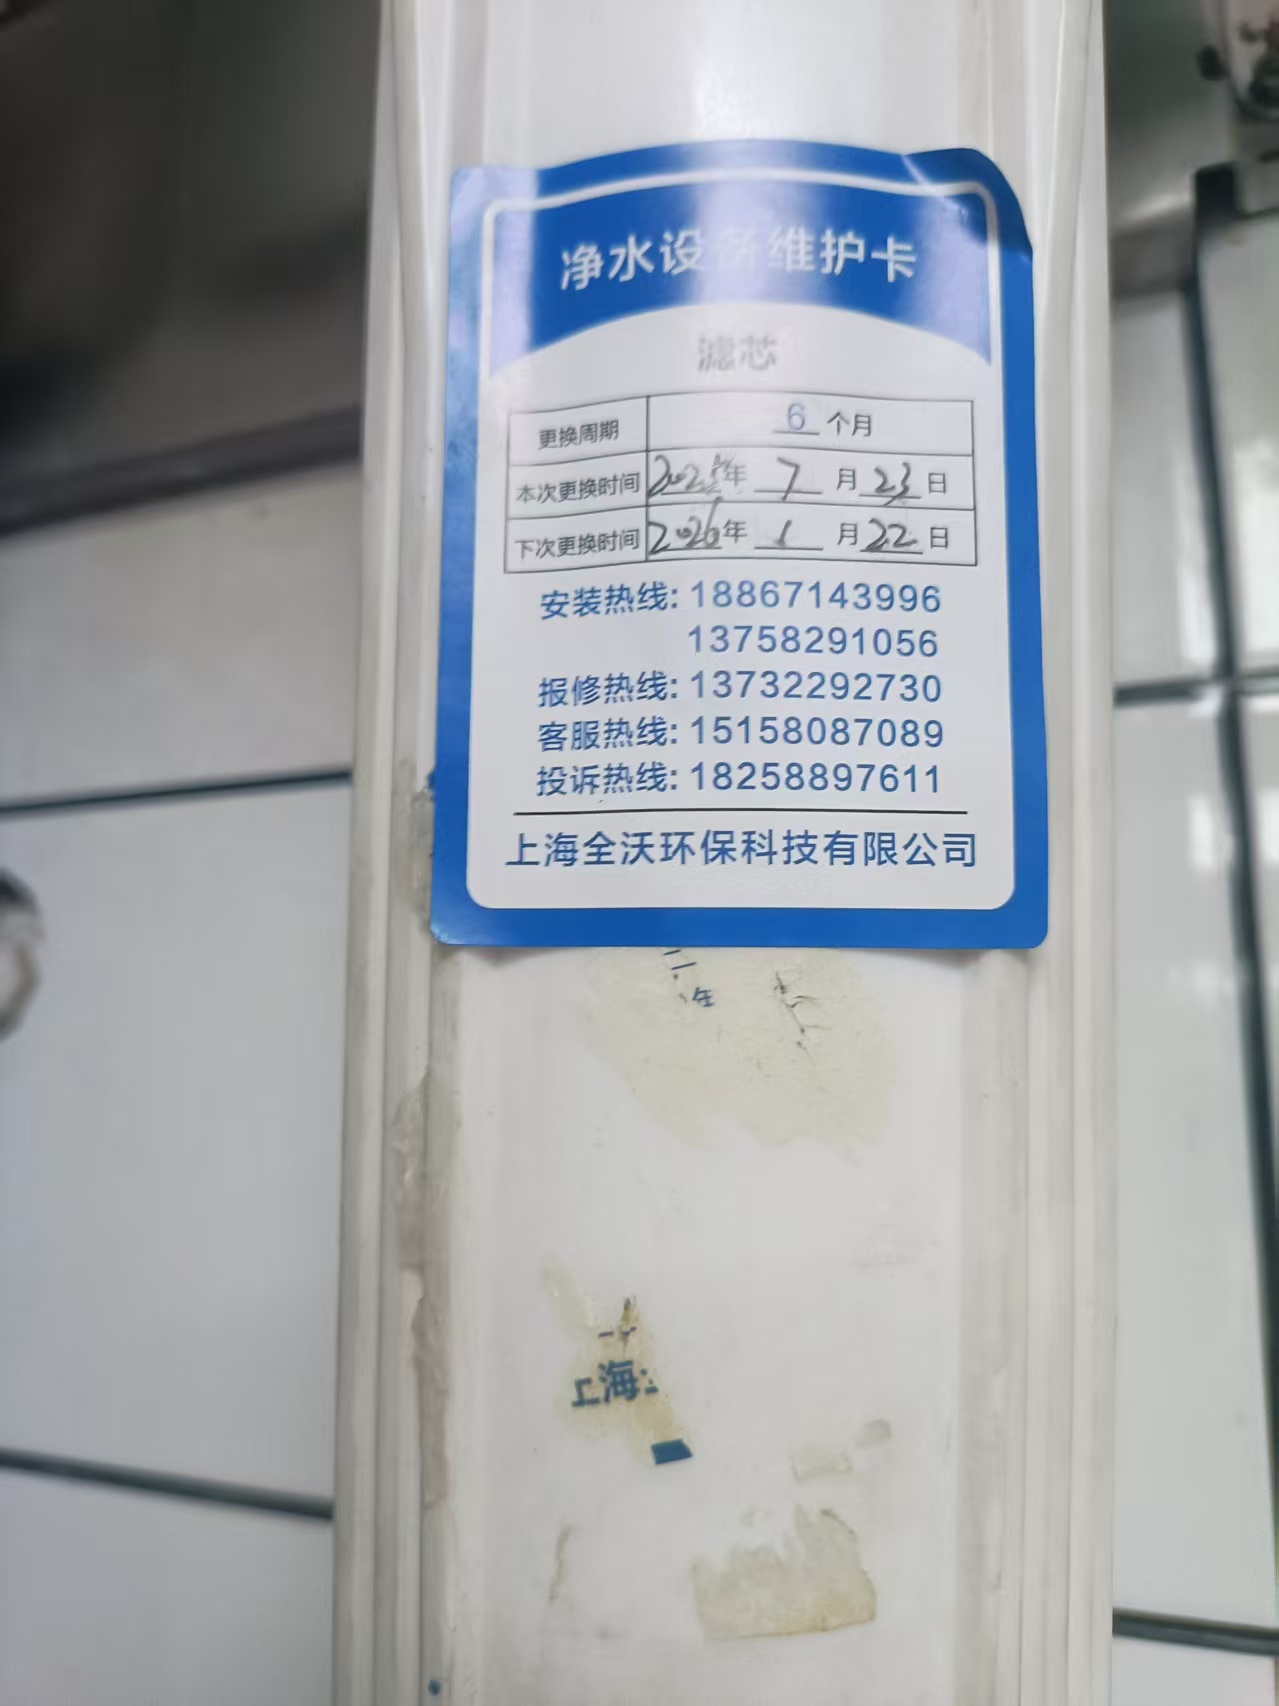 净水设备维护卡
滤芯
更换周期 6 个月
本次更换时间 2025年 7 月 23 日
下次更换时间 2026年 1 月 22 日
安装热线: 18867143996
13758291056
报修热线: 13732292730
客服热线: 15158087089
投诉热线: 18258897611
上海全沃环保科技有限公司
年
上海